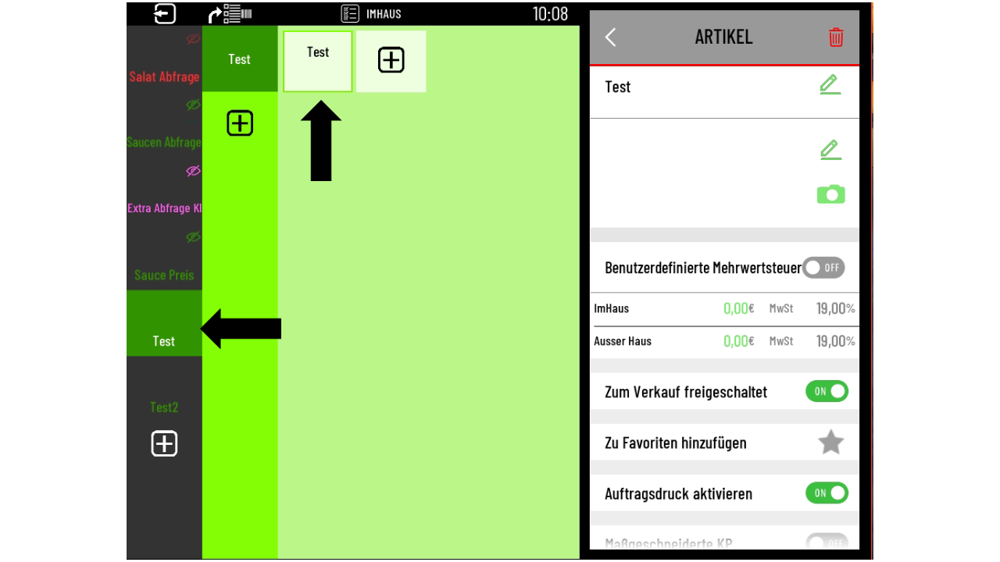 IMHAUS
10:08
Salat Abfrage
Saucen Abfrage
Extra Abfrage Kl
Sauce Preis
Test
Test2
Test
Test
ARTIKEL
Test
Benutzerdefinierte Mehrwertsteuer OFF
ImHaus 0,00€ MwSt 19,00%
Ausser Haus 0,00€ MwSt 19,00%
Zum Verkauf freigeschaltet ON
Zu Favoriten hinzufügen
Auftragsdruck aktivieren ON
Maßgeschneiderte KP OFF